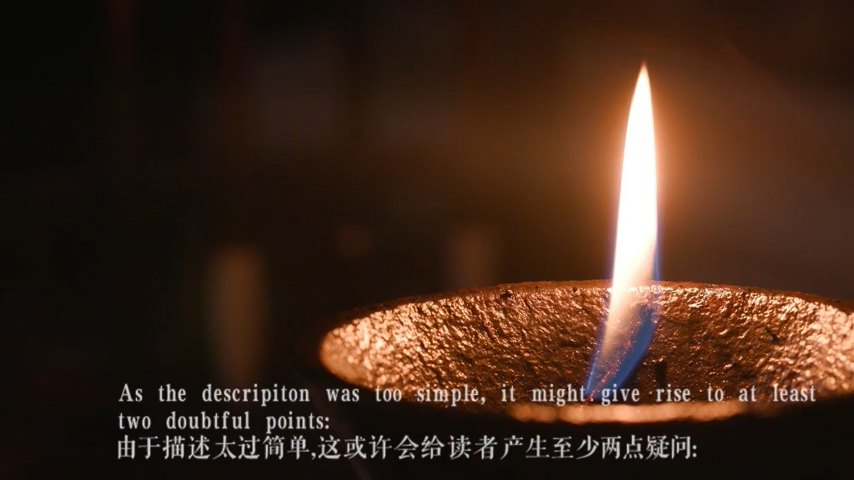 As the descripiton was too simple, it might give rise to at least
two doubtful points:
由于描述太过简单,这或许会给读者产生至少两点疑问: